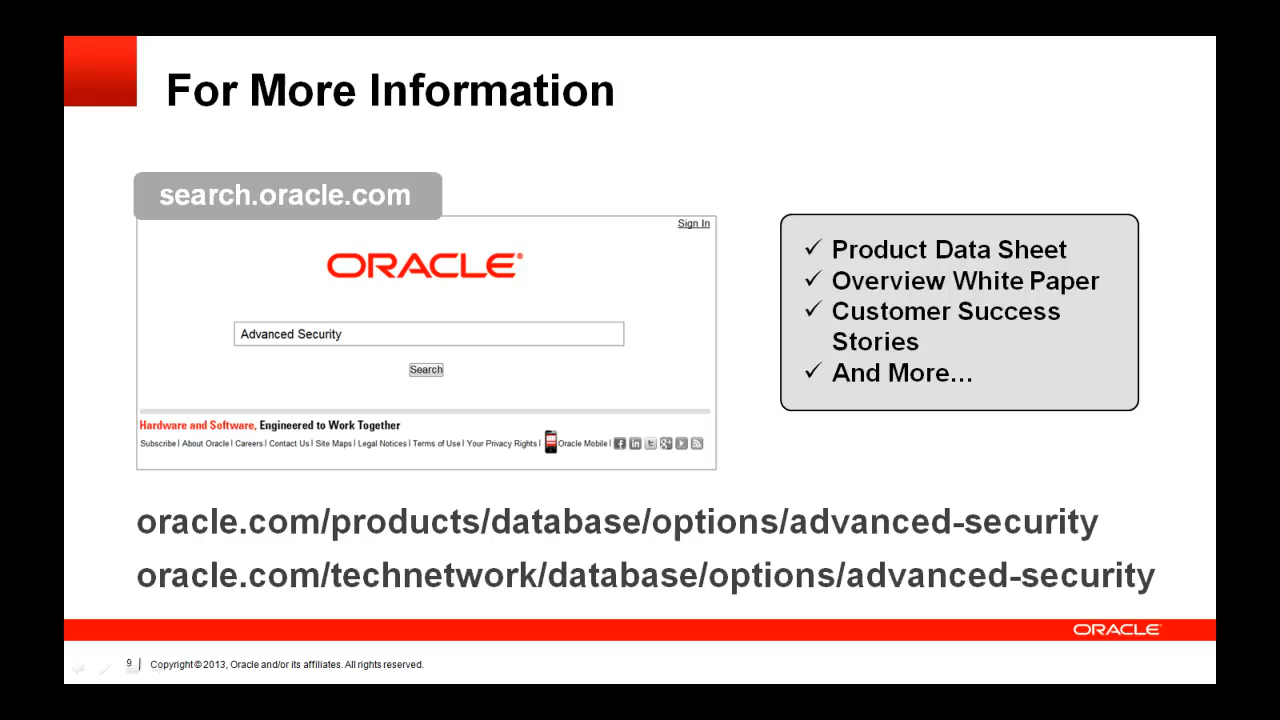 For More Information
search.oracle.com
Sign In
ORACLE®
Advanced Security
Search
Hardware and Software, Engineered to Work Together
Subscribe | About Oracle | Careers | Contact Us | Site Maps | Legal Notices | Terms of Use | Your Privacy Rights | Oracle Mobile |
✓ Product Data Sheet
✓ Overview White Paper
✓ Customer Success
Stories
✓ And More...
oracle.com/products/database/options/advanced-security
oracle.com/technetwork/database/options/advanced-security
ORACLE
9 | Copyright © 2013, Oracle and/or its affiliates. All rights reserved.